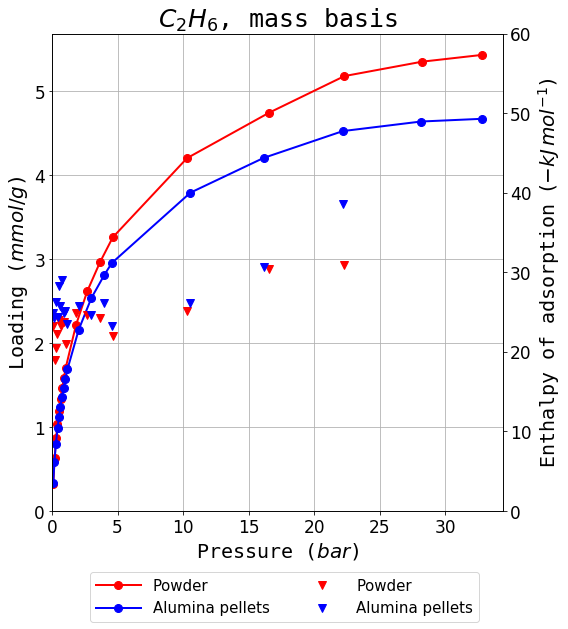 C₂H₆, mass basis
Loading (mmol/g)
5
4
3
2
1
0
60
50
40
30
20
10
0
Enthalpy of adsorption (−kJ mol⁻¹)
0 5 10 15 20 25 30
Pressure (bar)
Powder Powder
Alumina pellets Alumina pellets